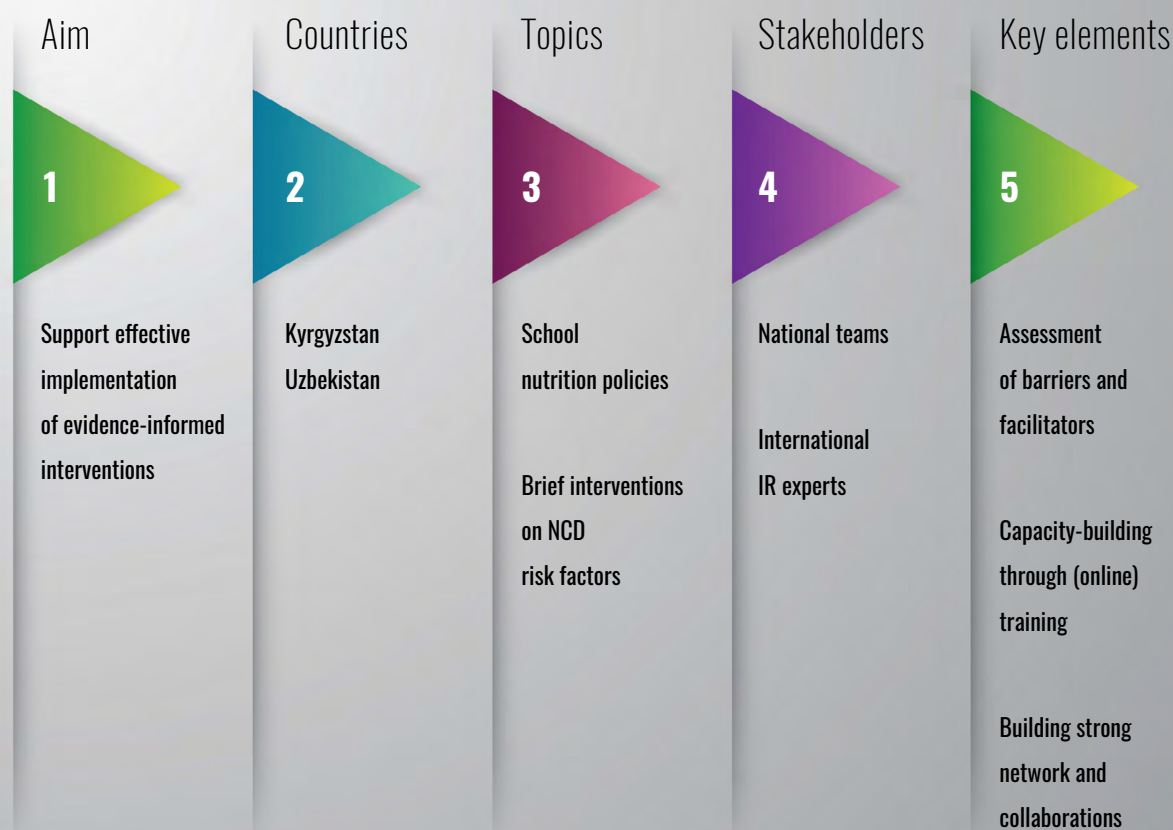 Aim
1
Support effective
implementation
of evidence-informed
interventions
Countries
2
Kyrgyzstan
Uzbekistan
Topics
3
School
nutrition policies
Brief interventions
on NCD
risk factors
Stakeholders
4
National teams
International
IR experts
Key elements
5
Assessment
of barriers and
facilitators
Capacity-building
through (online)
training
Building strong
network and
collaborations